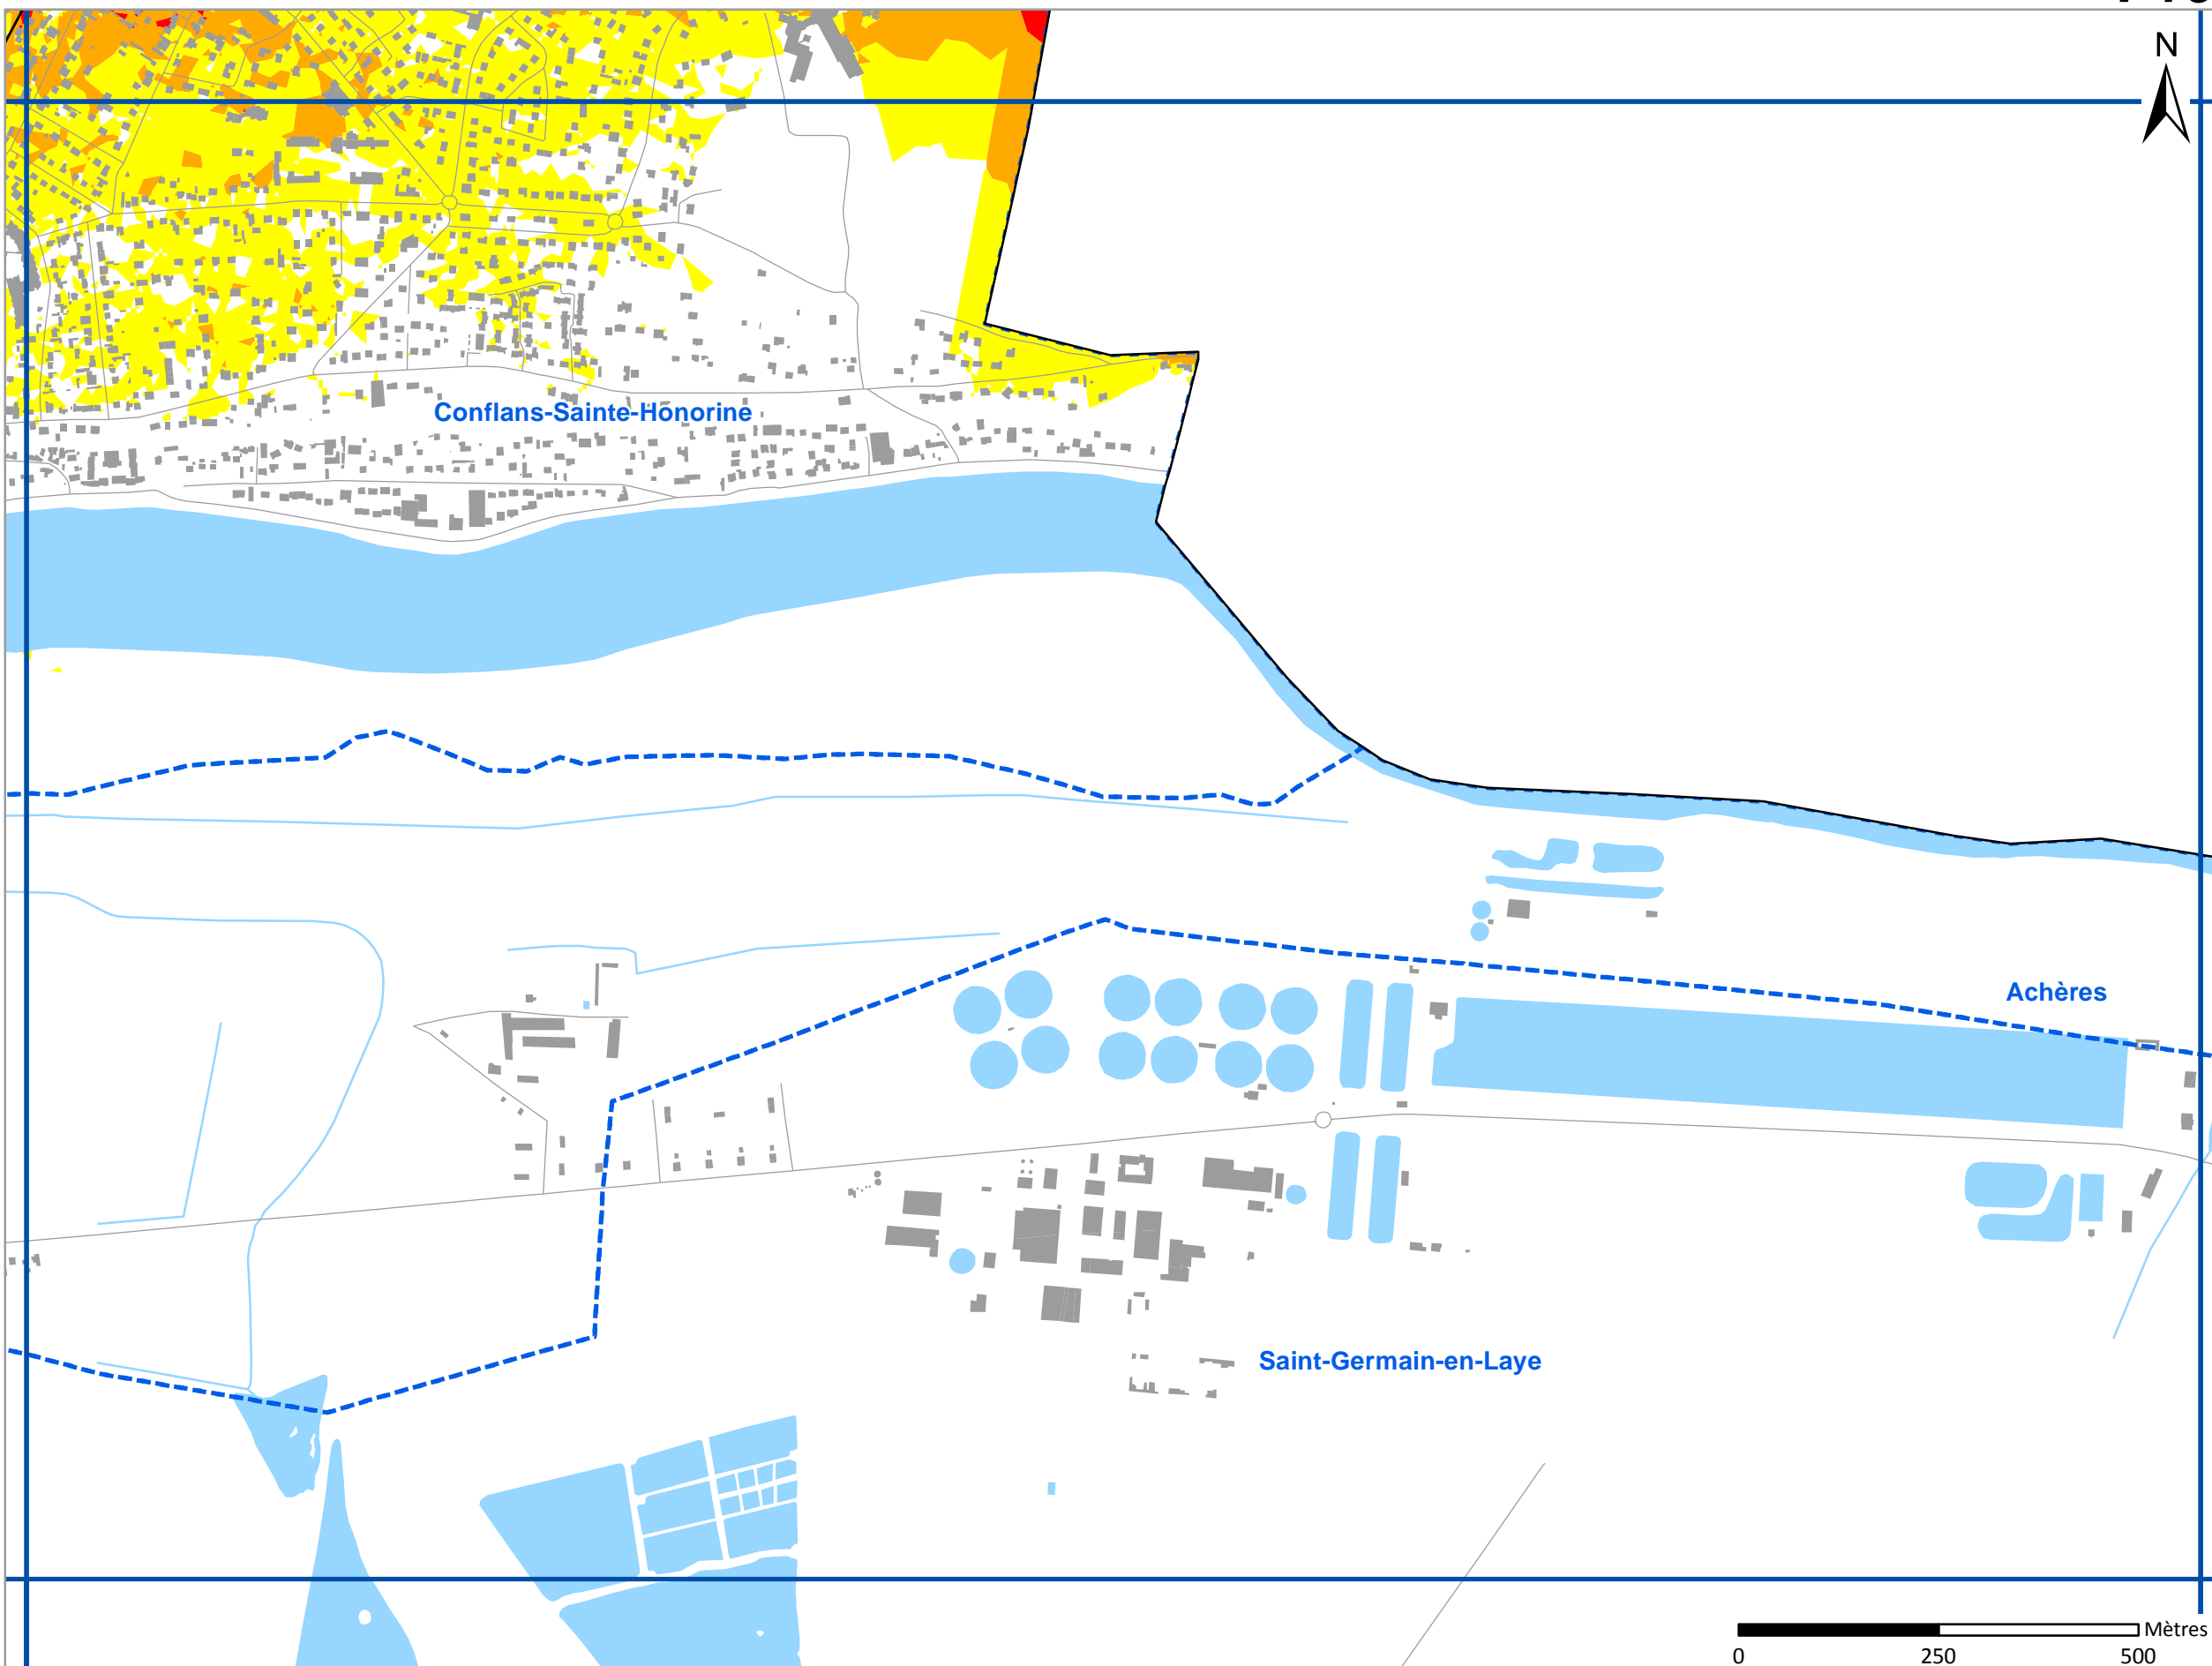 N
Conflans-Sainte-Honorine
Achères
Saint-Germain-en-Laye
Mètres
0 250 500